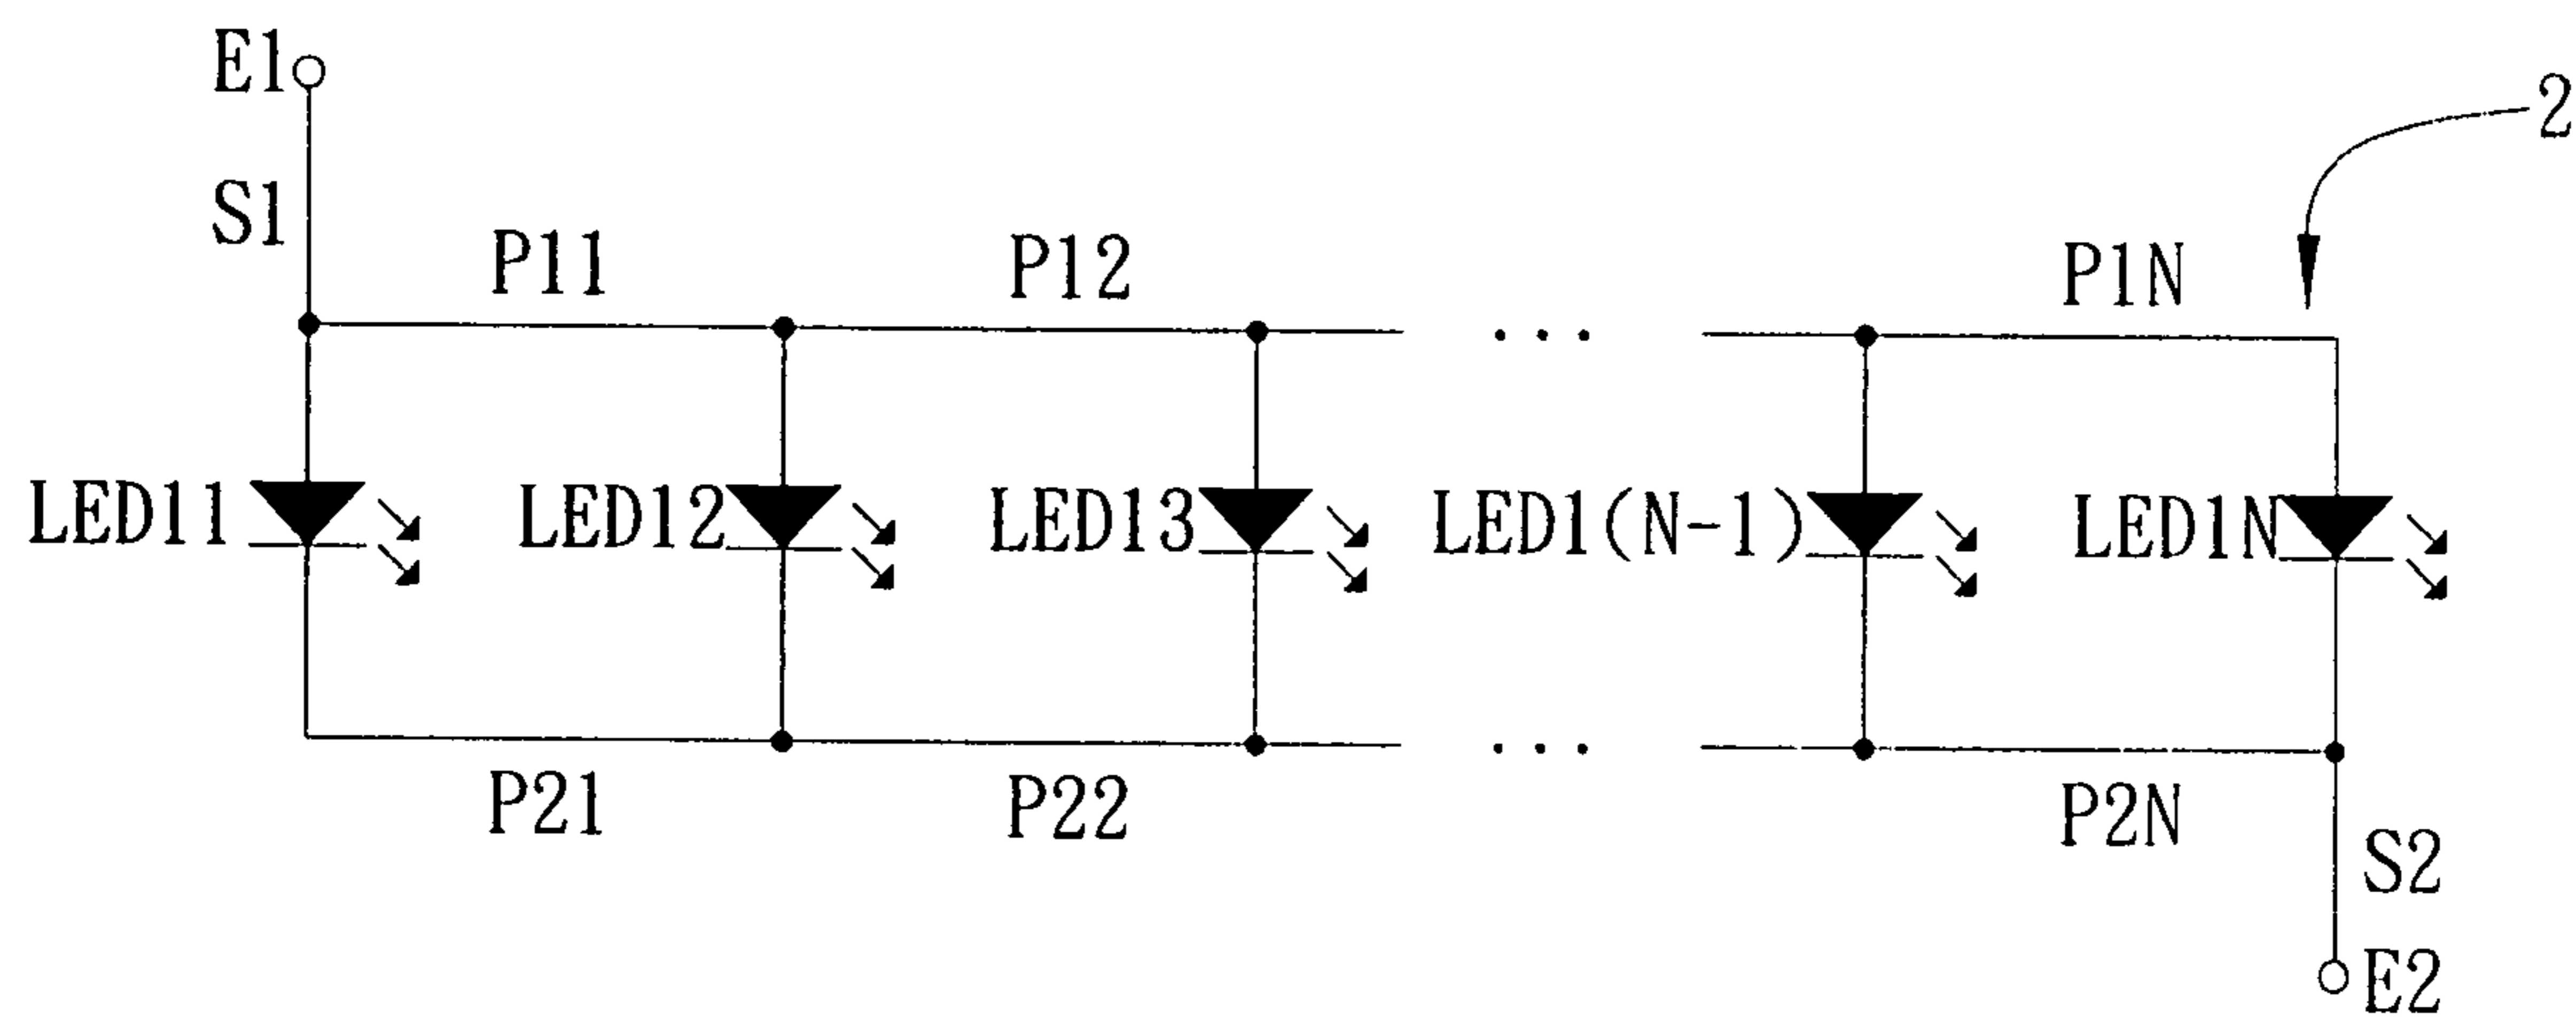 E1
2
S1
P11 P12 P1N
... 
LED11 LED12 LED13 LED1(N-1) LED1N
...
P21 P22 P2N
S2
E2